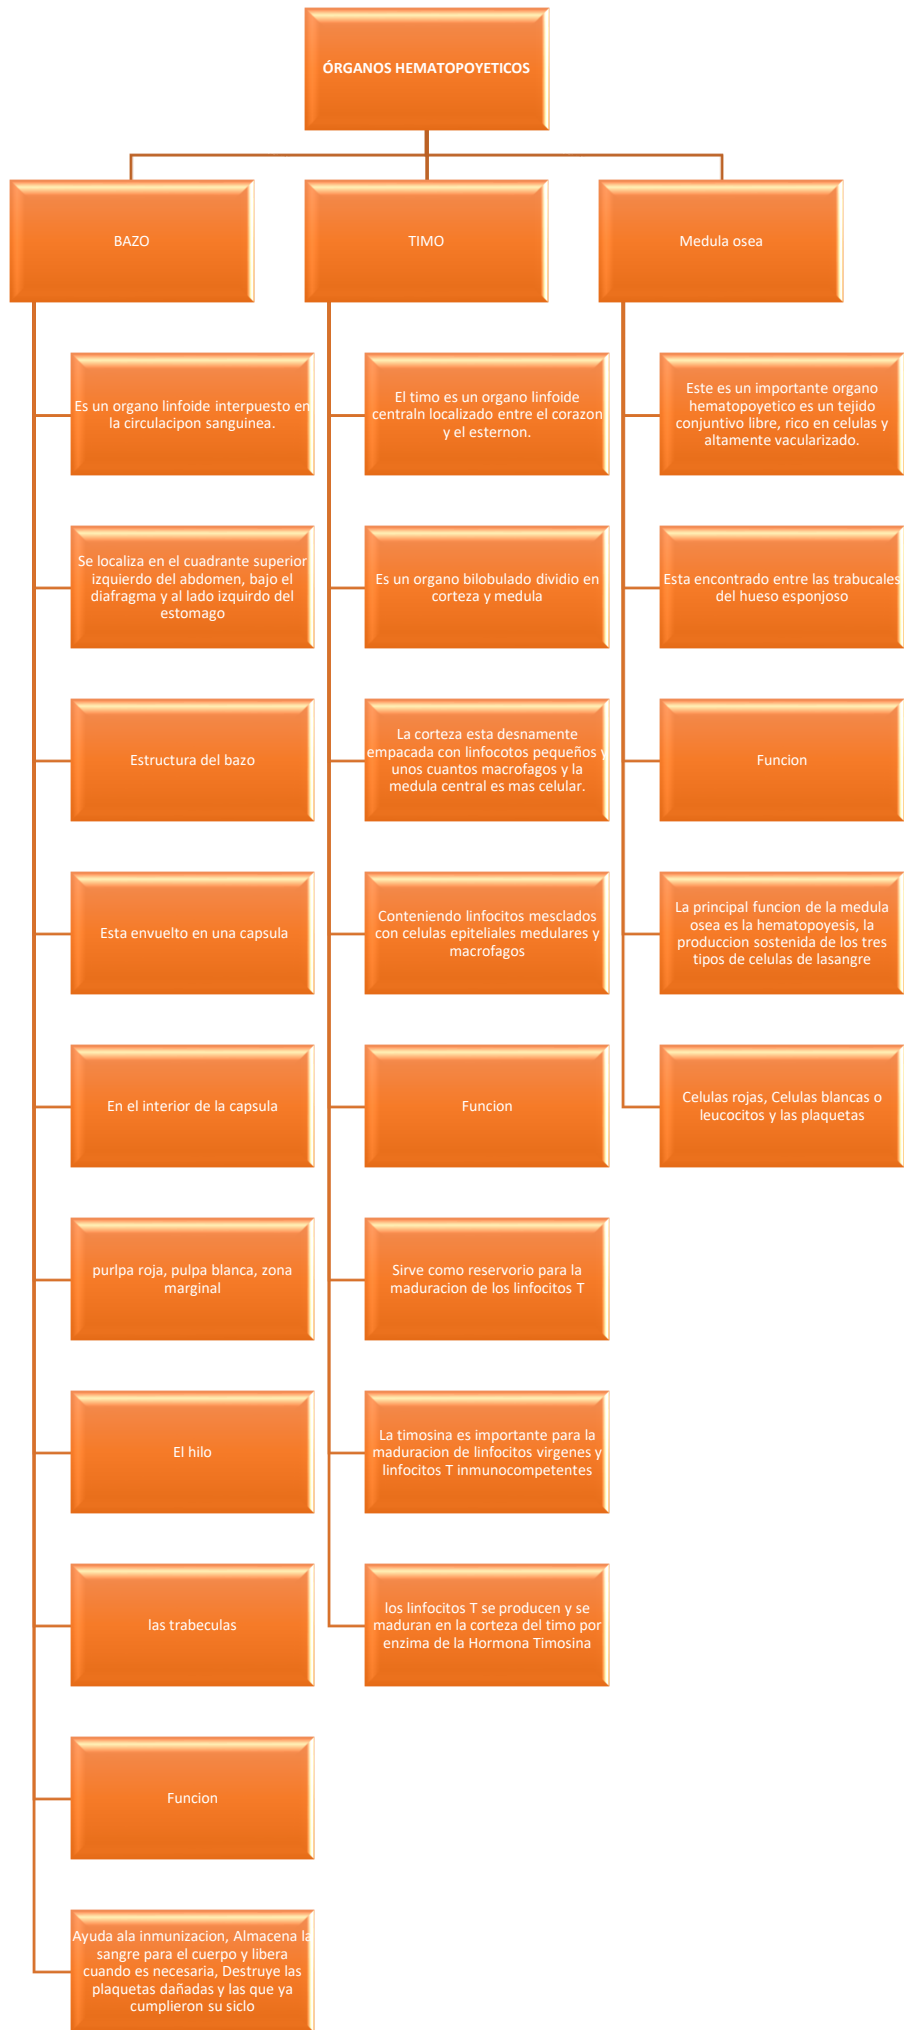 ÓRGANOS HEMATOPOYETICOS
BAZO
Es un organo linfoide interpuesto en
la circulacipon sanguinea.
Se localiza en el cuadrante superior
izquierdo del abdomen, bajo el
diafragma y al lado izquirdo del
estomago
Estructura del bazo
Esta envuelto en una capsula
En el interior de la capsula
purlpa roja, pulpa blanca, zona
marginal
El hilo
las trabeculas
Funcion
Ayuda ala inmunizacion, Almacena la
sangre para el cuerpo y libera
cuando es necesaria, Destruye las
plaquetas dañadas y las que ya
cumplieron su siclo
TIMO
El timo es un organo linfoide
centraln localizado entre el corazon
y el esternon.
Es un organo bilobulado dividio en
corteza y medula
La corteza esta desnamente
empacada con linfocotos pequeños y
unos cuantos macrofagos y la
medula central es mas celular.
Conteniendo linfocitos mesclados
con celulas epiteliales medulares y
macrofagos
Funcion
Sirve como reservorio para la
maduracion de los linfocitos T
La timosina es importante para la
maduracion de linfocitos virgenes y
linfocitos T inmunocompetentes
los linfocitos T se producen y se
maduran en la corteza del timo por
enzima de la Hormona Timosina
Medula osea
Este es un importante organo
hematopoyetico es un tejido
conjuntivo libre, rico en celulas y
altamente vacularizado.
Esta encontrado entre las trabucales
del hueso esponjoso
Funcion
La principal funcion de la medula
osea es la hematopoyesis, la
produccion sostenida de los tres
tipos de celulas de lasangre
Celulas rojas, Celulas blancas o
leucocitos y las plaquetas